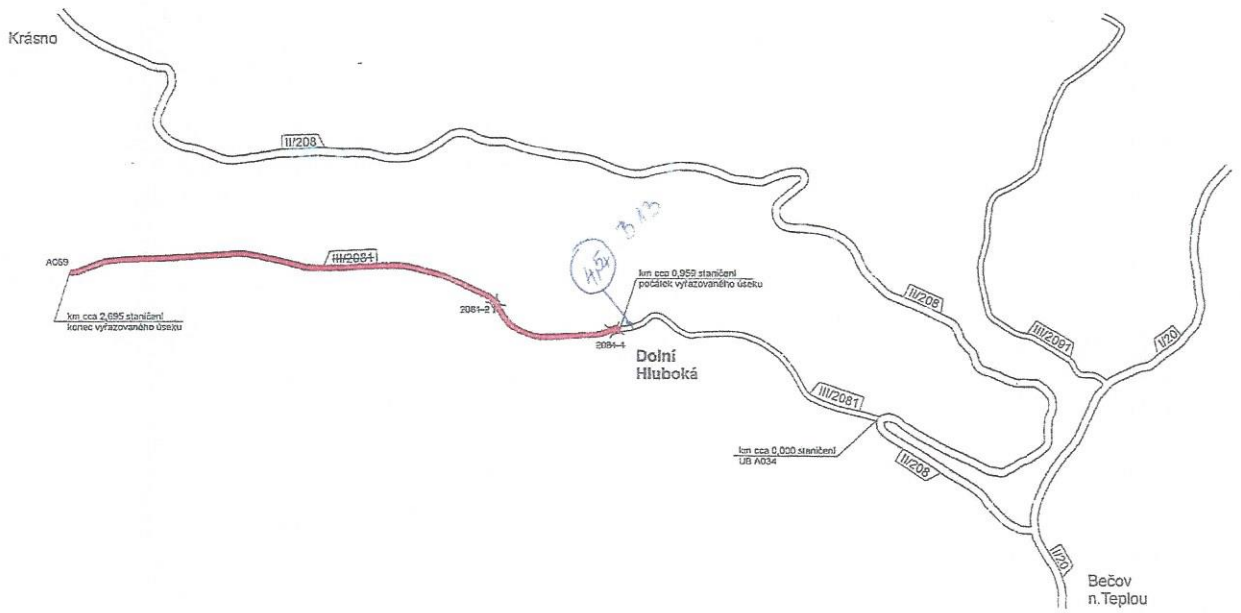 Krásno
II/208
B 13
A059
III/2081
km cca 0,959 staničení
počátek vyřazovaného úseku
2081-2
km cca 2,695 staničení
konec vyřazovaného úseku
2081-1
Dolní
Hluboká
II/208
III/2091
I/20
III/2081
km cca 0,000 staničení
UB A034
II/208
I/20
Bečov
n.Teplou